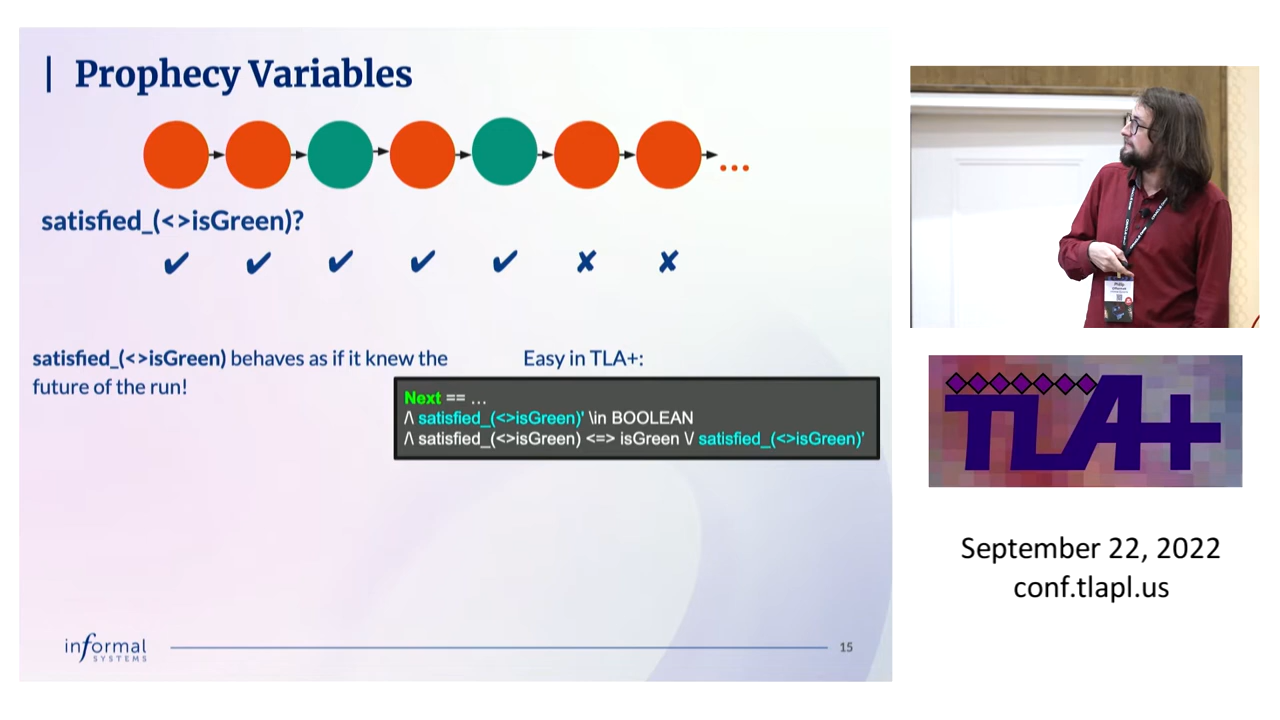 Prophecy Variables
...
satisfied_(<>isGreen)?
✔ ✔ ✔ ✔ ✔ ✘ ✘
satisfied_(<>isGreen) behaves as if it knew the
future of the run!
Easy in TLA+:
Next == …
/\ satisfied_(<>isGreen)' \in BOOLEAN
/\ satisfied_(<>isGreen) <=> isGreen \/ satisfied_(<>isGreen)'
informal
SYSTEMS
15
TLA+
September 22, 2022
conf.tlapl.us